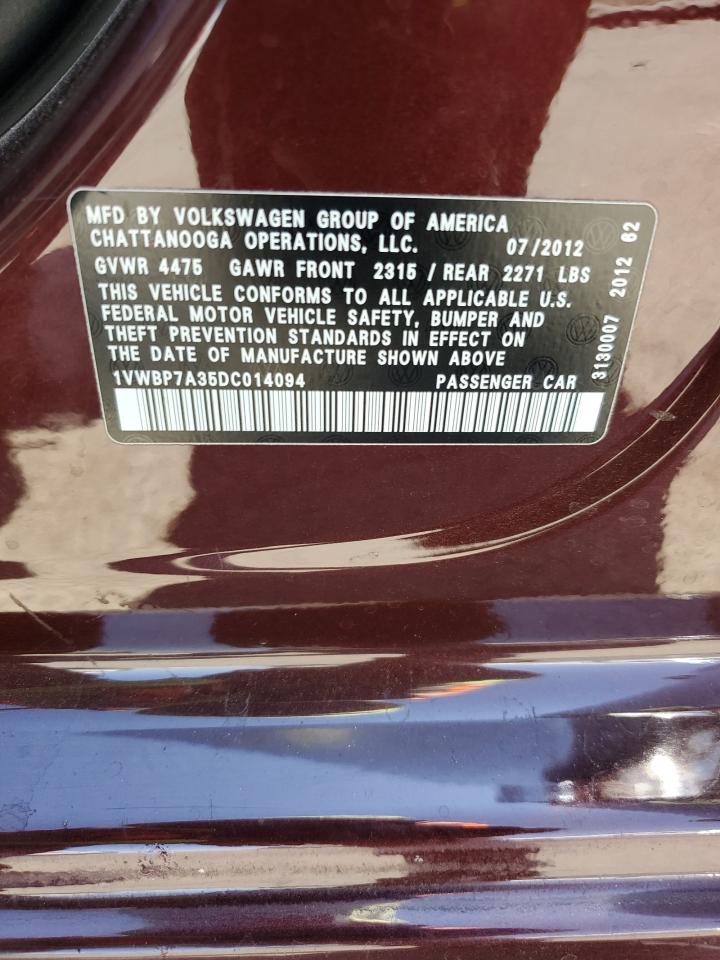 MFD BY VOLKSWAGEN GROUP OF AMERICA
CHATTANOOGA OPERATIONS, LLC. 07/2012
GVWR 4475 GAWR FRONT 2315 / REAR 2271 LBS
THIS VEHICLE CONFORMS TO ALL APPLICABLE U.S.
FEDERAL MOTOR VEHICLE SAFETY, BUMPER AND
THEFT PREVENTION STANDARDS IN EFFECT ON
THE DATE OF MANUFACTURE SHOWN ABOVE
1VWBP7A35DC014094 PASSENGER CAR
3130007 2012 62